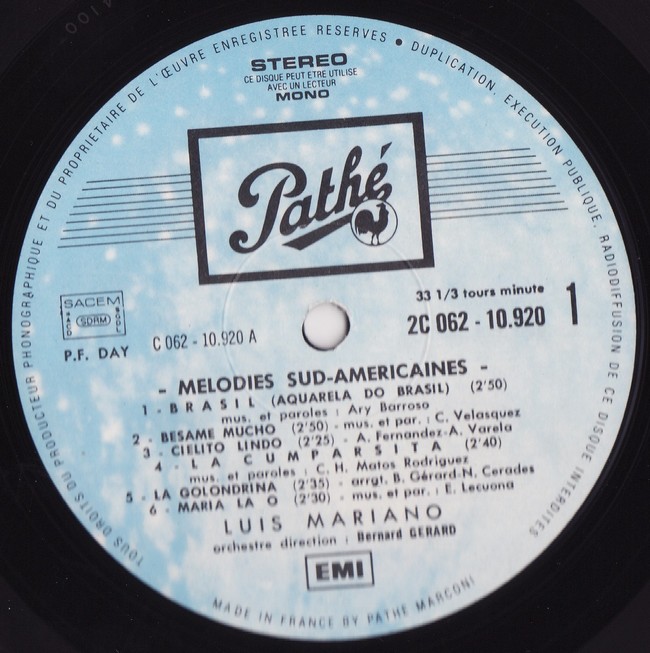 TOUS DROITS DU PRODUCTEUR PHONOGRAPHIQUE ET DU PROPRIETAIRE DE L'ŒUVRE ENREGISTREE RESERVES • DUPLICATION, EXECUTION PUBLIQUE, RADIODIFFUSION DE CE DISQUE INTERDITES
STEREO
CE DISQUE PEUT ETRE UTILISE
AVEC UN LECTEUR
MONO
Pathé
SACEM
SDRM
P.F. DAY
C 062 - 10.920 A
33 1/3 tours minute
2C 062 - 10.920
1
- MELODIES SUD-AMERICAINES -
1 - BRASIL (AQUARELA DO BRASIL) (2'50)
mus. et paroles : Ary Barroso
2 - BESAME MUCHO (2'50) - mus. et par. : C. Velasquez
3 - CIELITO LINDO (2'25) - A. Fernandez-A. Varela
4 - LA CUMPARSITA (2'40)
mus. et paroles : C. H. Matos Rodriguez
5 - LA GOLONDRINA (2'35) - arrgt. B. Gérard-N. Cerades
6 - MARIA LA O (2'30) - mus. et par. : E. Lecuona
LUIS MARIANO
orchestre direction : Bernard GERARD
EMI
MADE IN FRANCE BY PATHE MARCONI